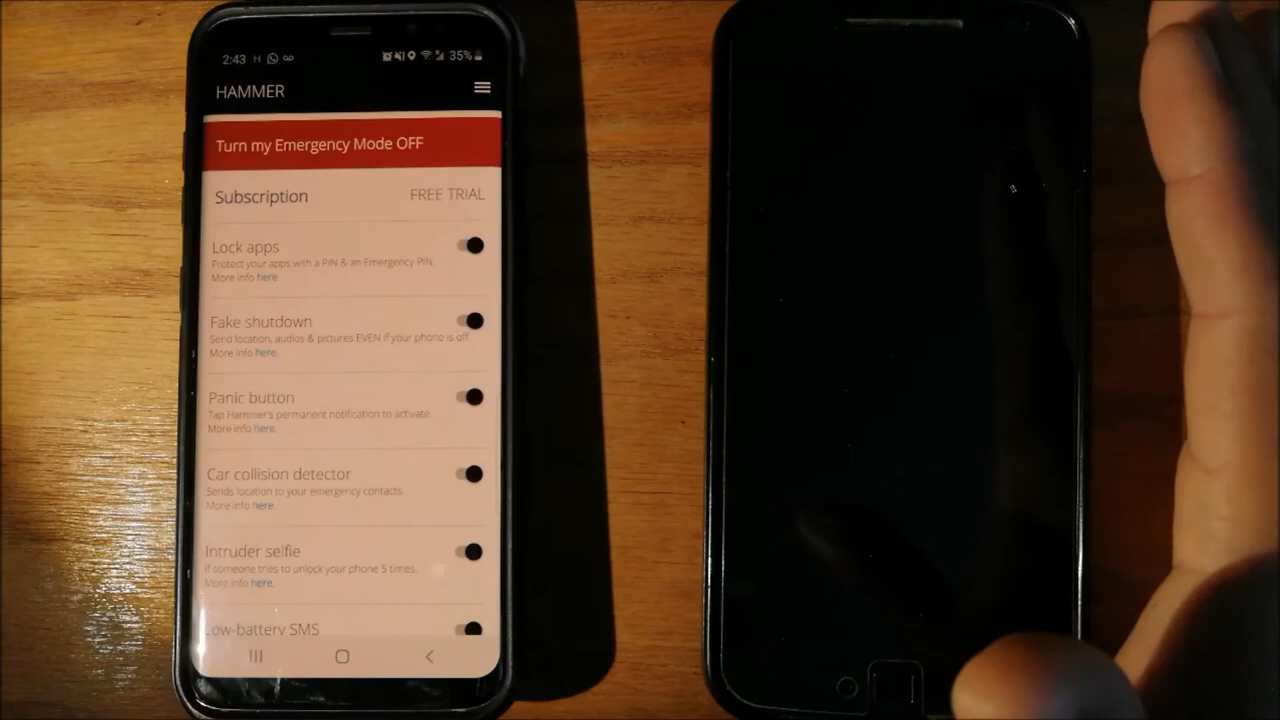 2:43 H 35%
HAMMER
Turn my Emergency Mode OFF
Subscription FREE TRIAL
Lock apps
Protect your apps with a PIN & an Emergency PIN.
More info here.
Fake shutdown
Send location, audios & pictures EVEN if your phone is off.
More info here.
Panic button
Tap Hammer's permanent notification to activate.
More info here.
Car collision detector
Sends location to your emergency contacts.
More info here.
Intruder selfie
If someone tries to unlock your phone 5 times.
More info here.
Low-battery SMS